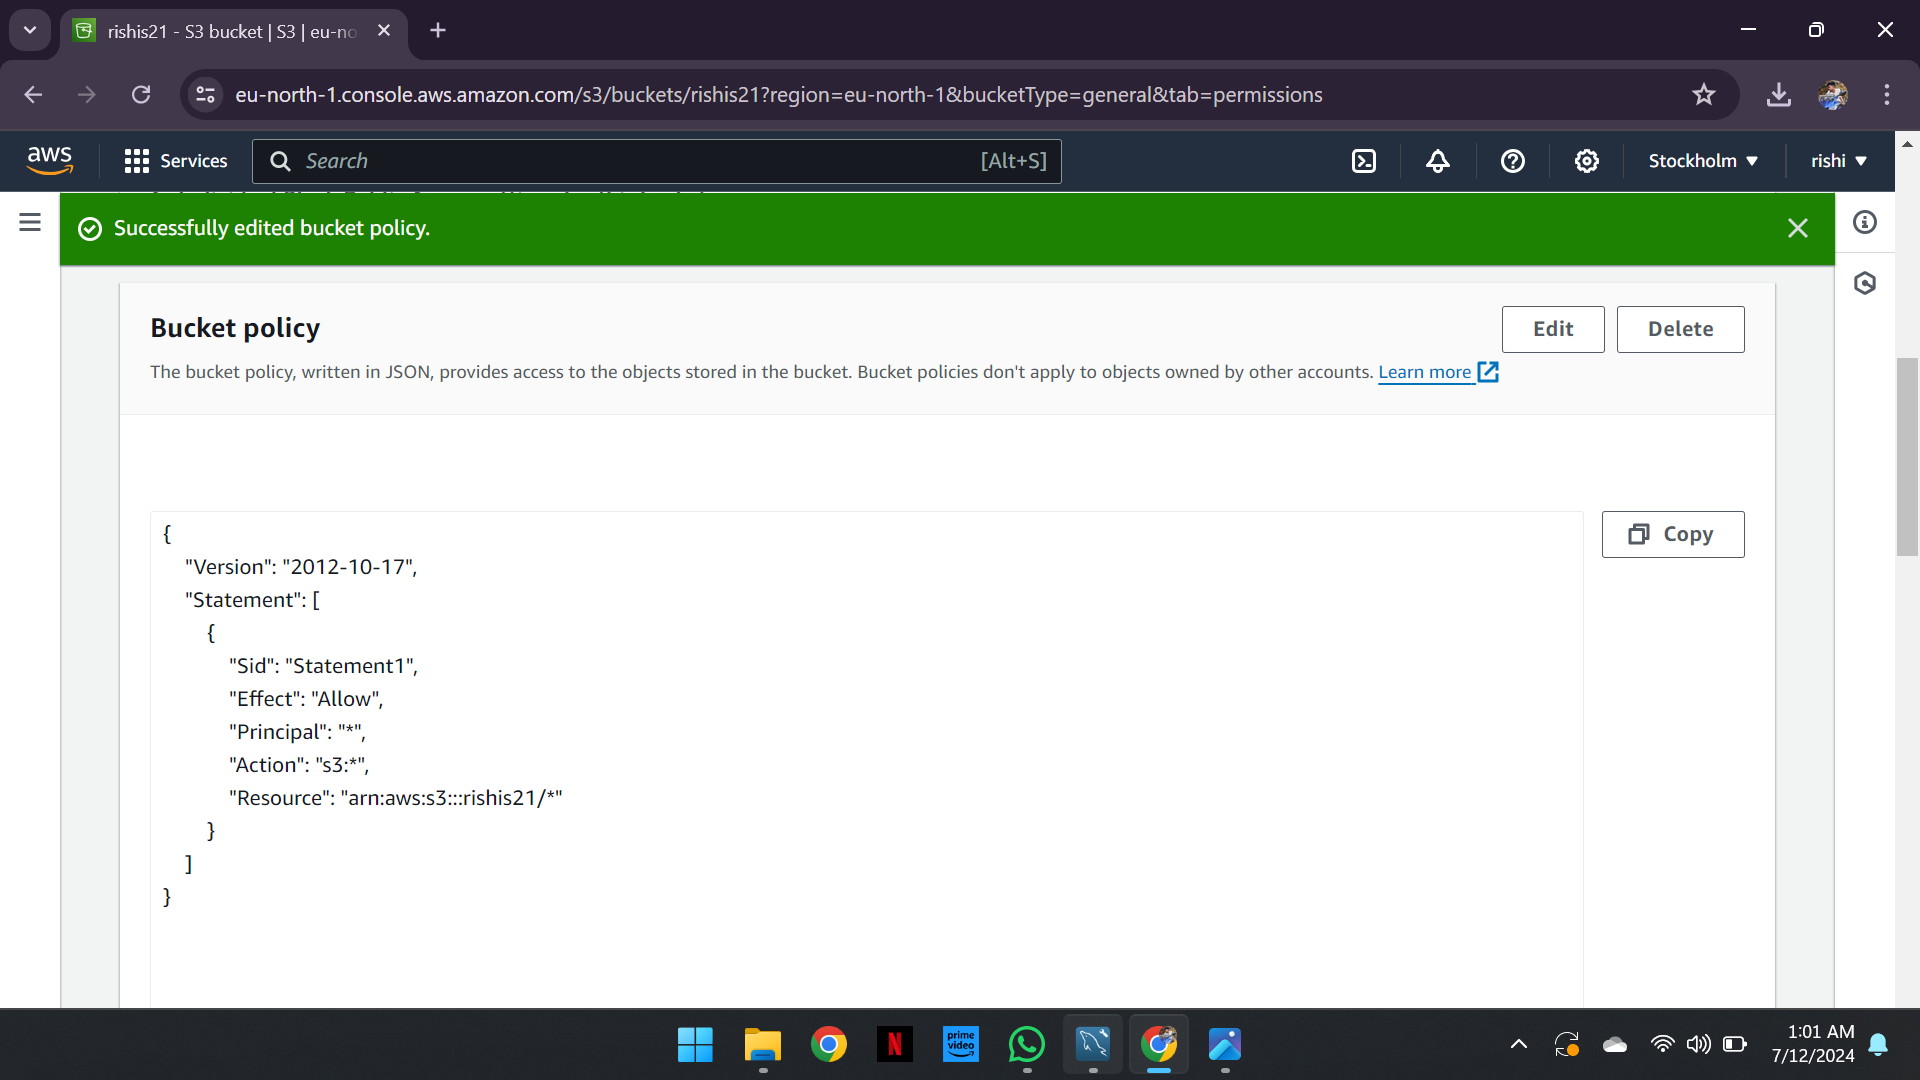 rishis21 - S3 bucket | S3 | eu-no
eu-north-1.console.aws.amazon.com/s3/buckets/rishis21?region=eu-north-1&bucketType=general&tab=permissions
aws
Services
Search
[Alt+S]
Stockholm
rishi
Successfully edited bucket policy.
Bucket policy
Edit
Delete
The bucket policy, written in JSON, provides access to the objects stored in the bucket. Bucket policies don't apply to objects owned by other accounts. Learn more
Copy
{
"Version": "2012-10-17",
"Statement": [
{
"Sid": "Statement1",
"Effect": "Allow",
"Principal": "*",
"Action": "s3:*",
"Resource": "arn:aws:s3:::rishis21/*"
}
]
}
N
prime video
1:01 AM
7/12/2024